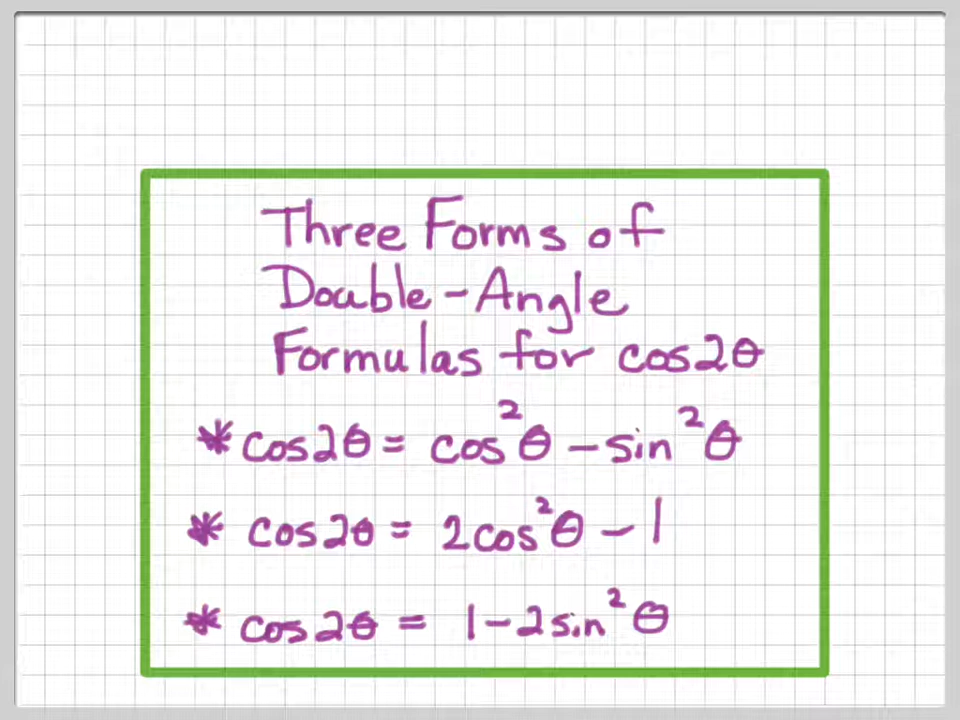 Three Forms of
Double-Angle
Formulas for cos2θ
* cos2θ = cos²θ - sin²θ
* cos2θ = 2cos²θ - 1
* cos2θ = 1 - 2sin²θ